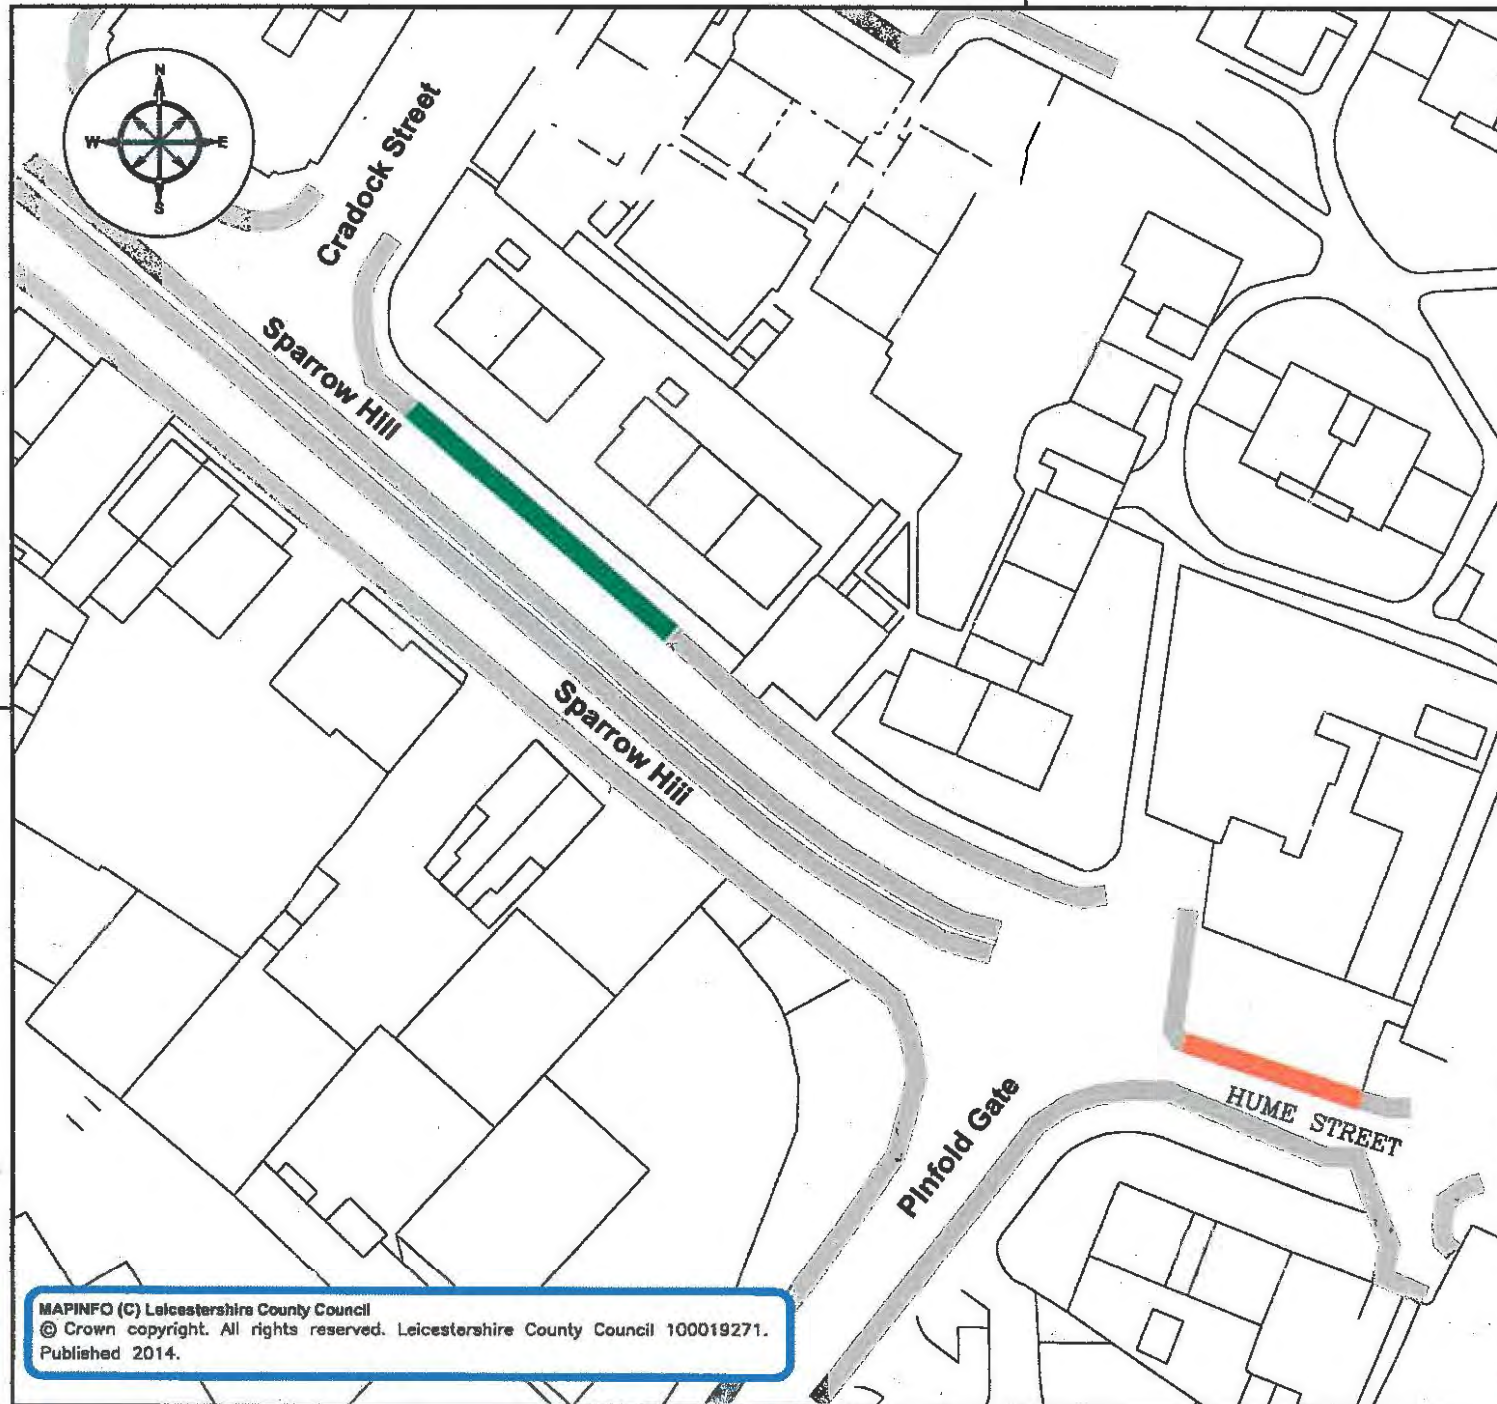 N
W E
S
Cradock Street
Sparrow Hill
Sparrow Hill
Pinfold Gate
HUME STREET
MAPINFO (C) Leicestershire County Council
© Crown copyright. All rights reserved. Leicestershire County Council 100019271.
Published 2014.